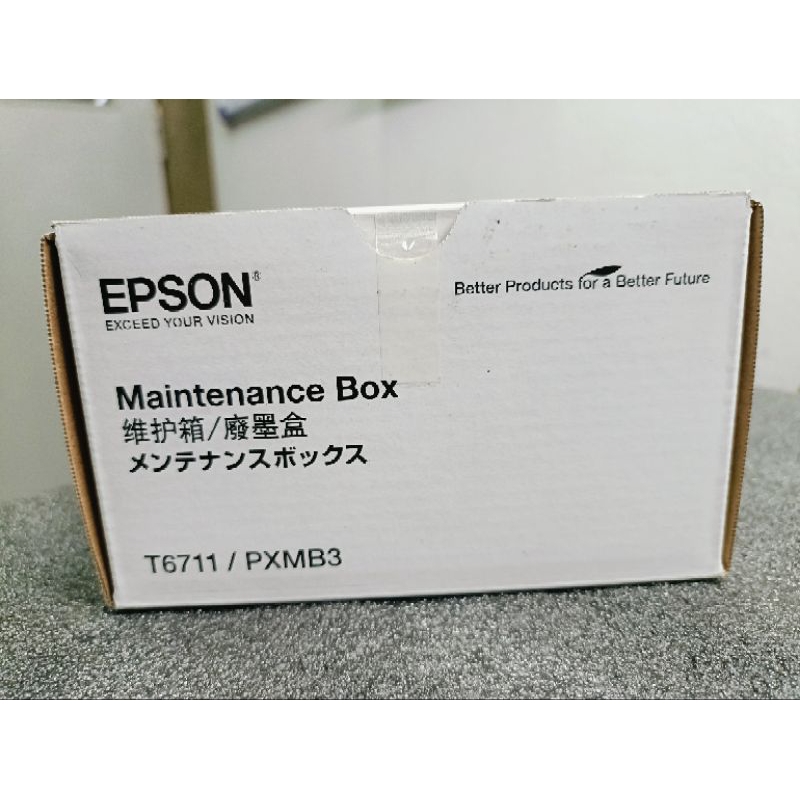 EPSON®
EXCEED YOUR VISION
Better Products for a Better Future
Maintenance Box
维护箱/廢墨盒
メンテナンスボックス
T6711 / PXMB3